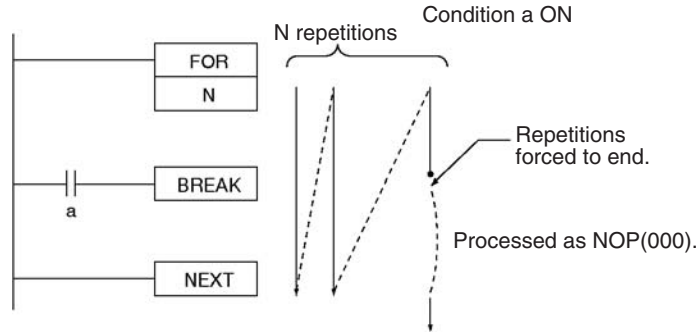 Condition a ON
N repetitions
FOR
N
Repetitions
forced to end.
BREAK
a
Processed as NOP(000).
NEXT